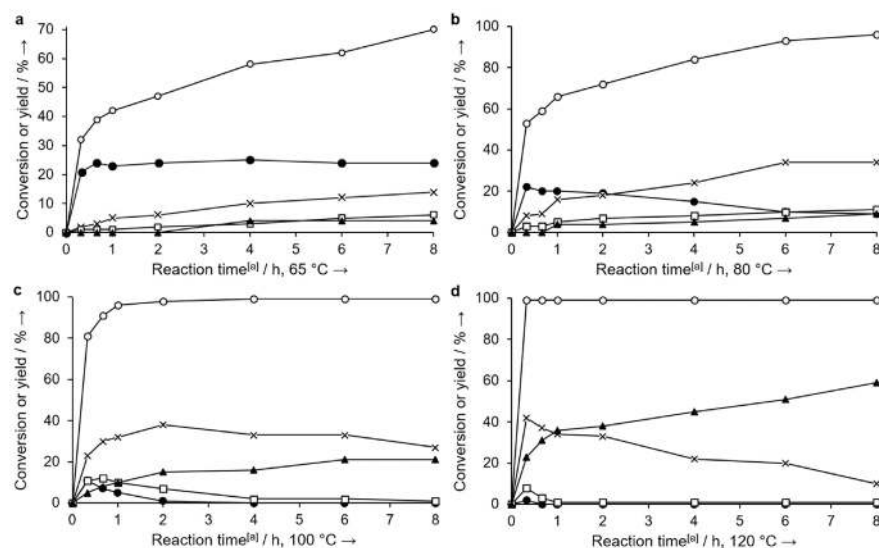 a
70
60
50
40
30
20
10
0
0 1 2 3 4 5 6 7 8
Conversion or yield / % →
Reaction time[a] / h, 65 °C →
b
100
80
60
40
20
0
0 1 2 3 4 5 6 7 8
Conversion or yield / % →
Reaction time[a] / h, 80 °C →
c
100
80
60
40
20
0
0 1 2 3 4 5 6 7 8
Conversion or yield / % →
Reaction time[a] / h, 100 °C →
d
100
80
60
40
20
0
0 1 2 3 4 5 6 7 8
Conversion or yield / % →
Reaction time[a] / h, 120 °C →